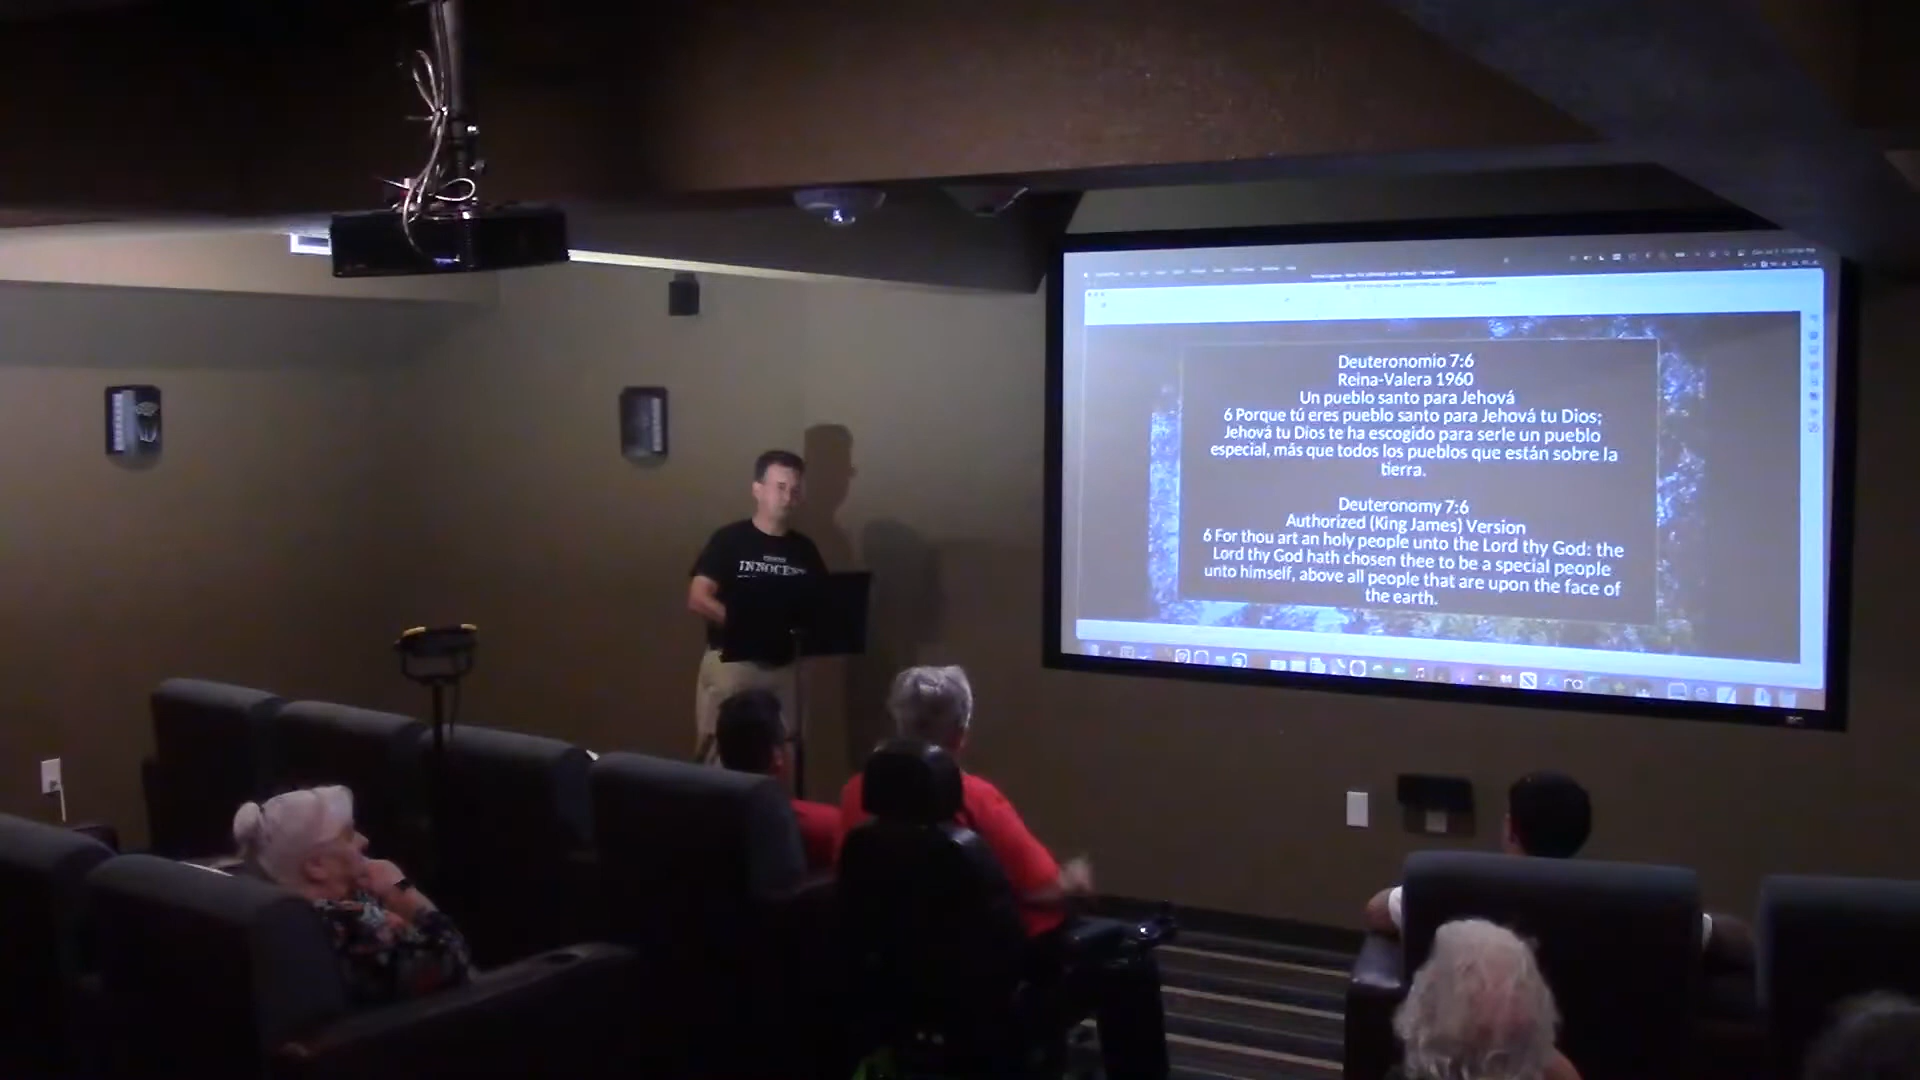 Deuteronomio 7:6
Reina-Valera 1960
Un pueblo santo para Jehová
6 Porque tú eres pueblo santo para Jehová tu Dios;
Jehová tu Dios te ha escogido para serle un pueblo
especial, más que todos los pueblos que están sobre la
tierra.
Deuteronomy 7:6
Authorized (King James) Version
6 For thou art an holy people unto the Lord thy God: the
Lord thy God hath chosen thee to be a special people
unto himself, above all people that are upon the face of
the earth.
INNOCENT